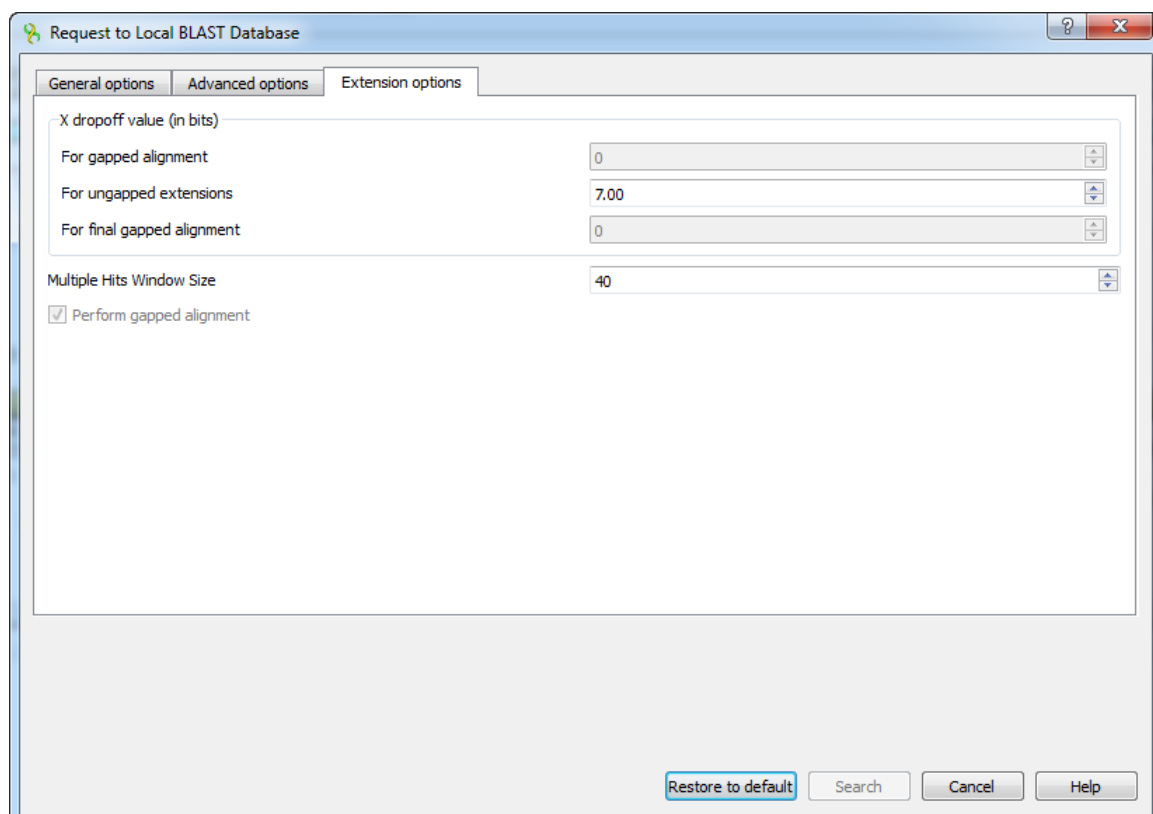 Request to Local BLAST Database
?
General options Advanced options Extension options
X dropoff value (in bits)
For gapped alignment 0
For ungapped extensions 7.00
For final gapped alignment 0
Multiple Hits Window Size 40
Perform gapped alignment
Restore to default Search Cancel Help